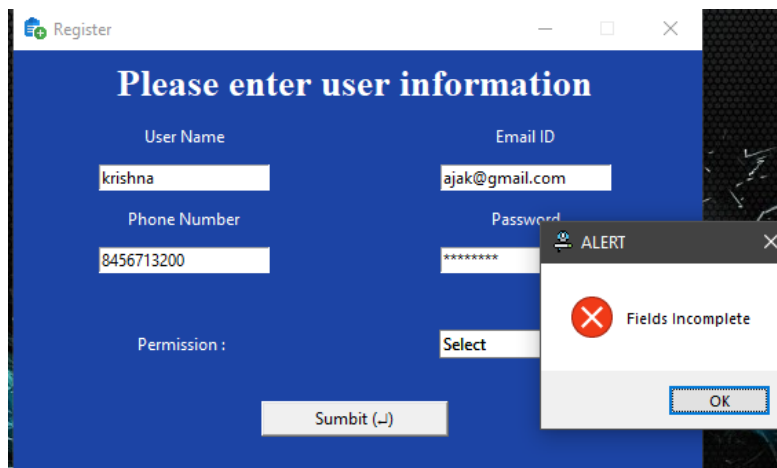 Register
Please enter user information
User Name
Email ID
krishna
ajak@gmail.com
Phone Number
Password
8456713200
********
ALERT
Fields Incomplete
Permission :
Select
OK
Sumbit (↵)